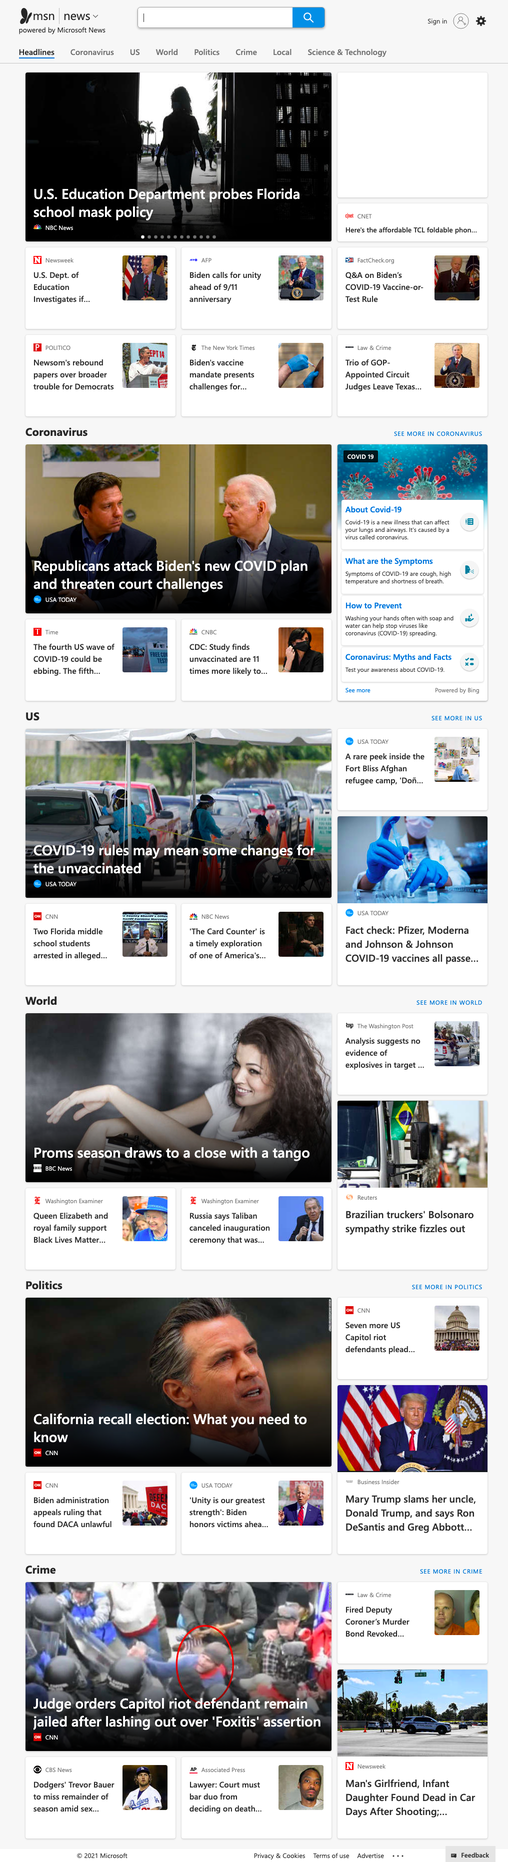 msn | news
powered by Microsoft News
Sign in
Headlines Coronavirus US World Politics Crime Local Science & Technology
U.S. Education Department probes Florida
school mask policy
NBC News
CNET
Here's the affordable TCL foldable phon...
Newsweek
U.S. Dept. of
Education
Investigates if...
AFP
Biden calls for unity
ahead of 9/11
anniversary
FactCheck.org
Q&A on Biden's
COVID-19 Vaccine-or-
Test Rule
POLITICO
Newsom's rebound
papers over broader
trouble for Democrats
The New York Times
Biden's vaccine
mandate presents
challenges for...
Law & Crime
Trio of GOP-
Appointed Circuit
Judges Leave Texas...
Coronavirus
SEE MORE IN CORONAVIRUS
Republicans attack Biden's new COVID plan
and threaten court challenges
USA TODAY
COVID 19
About Covid-19
Covid-19 is a new illness that can affect
your lungs and airways. It's caused by a
virus called coronavirus.
What are the Symptoms
Symptoms of COVID-19 are cough, high
temperature and shortness of breath.
How to Prevent
Washing your hands often with soap and
water can help stop viruses like
coronavirus (COVID-19) spreading.
Coronavirus: Myths and Facts
Test your awareness about COVID-19.
See more
Powered by Bing
Time
The fourth US wave of
COVID-19 could be
ebbing. The fifth...
CNBC
CDC: Study finds
unvaccinated are 11
times more likely to...
US
SEE MORE IN US
COVID-19 rules may mean some changes for
the unvaccinated
USA TODAY
USA TODAY
A rare peek inside the
Fort Bliss Afghan
refugee camp, 'Doñ...
USA TODAY
Fact check: Pfizer, Moderna
and Johnson & Johnson
COVID-19 vaccines all passe...
CNN
Two Florida middle
school students
arrested in alleged...
NBC News
'The Card Counter' is
a timely exploration
of one of America's...
World
SEE MORE IN WORLD
Proms season draws to a close with a tango
BBC News
The Washington Post
Analysis suggests no
evidence of
explosives in target ...
Reuters
Brazilian truckers' Bolsonaro
sympathy strike fizzles out
Washington Examiner
Queen Elizabeth and
royal family support
Black Lives Matter...
Washington Examiner
Russia says Taliban
canceled inauguration
ceremony that was...
Politics
SEE MORE IN POLITICS
California recall election: What you need to
know
CNN
CNN
Seven more US
Capitol riot
defendants plead...
Business Insider
Mary Trump slams her uncle,
Donald Trump, and says Ron
DeSantis and Greg Abbott...
CNN
Biden administration
appeals ruling that
found DACA unlawful
USA TODAY
'Unity is our greatest
strength': Biden
honors victims ahea...
Crime
SEE MORE IN CRIME
Judge orders Capitol riot defendant remain
jailed after lashing out over 'Foxitis' assertion
CNN
Law & Crime
Fired Deputy
Coroner's Murder
Bond Revoked...
Newsweek
Man's Girlfriend, Infant
Daughter Found Dead in Car
Days After Shooting;...
CBS News
Dodgers' Trevor Bauer
to miss remainder of
season amid sex...
Associated Press
Lawyer: Court must
bar duo from
deciding on death...
© 2021 Microsoft
Privacy & Cookies Terms of use Advertise ...
Feedback